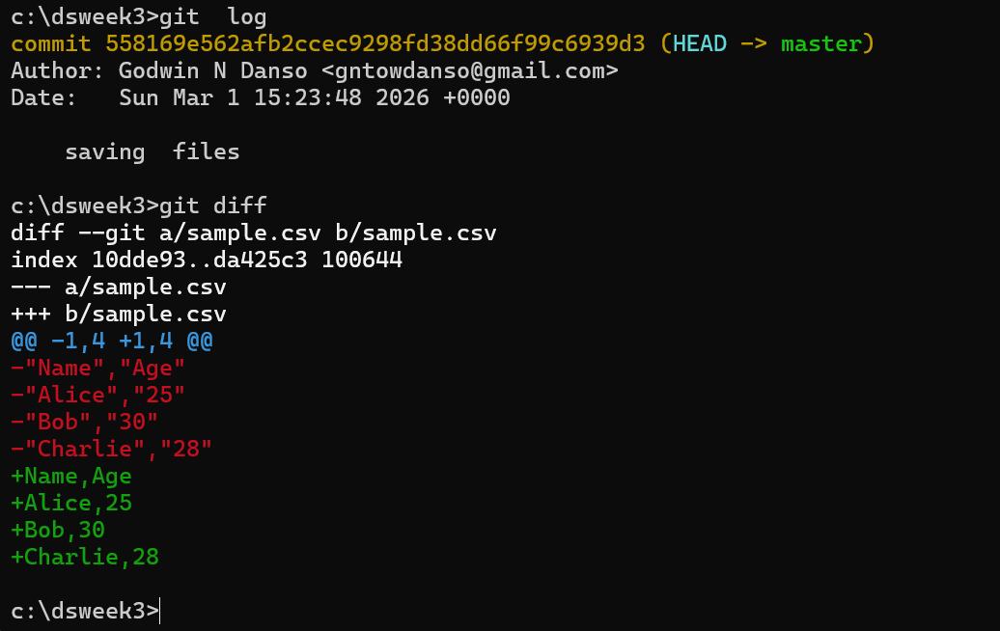 c:\dsweek3>git  log
commit 558169e562afb2ccec9298fd38dd66f99c6939d3 (HEAD -> master)
Author: Godwin N Danso <gntowdanso@gmail.com>
Date:   Sun Mar 1 15:23:48 2026 +0000

    saving  files

c:\dsweek3>git diff
diff --git a/sample.csv b/sample.csv
index 10dde93..da425c3 100644
--- a/sample.csv
+++ b/sample.csv
@@ -1,4 +1,4 @@
-"Name","Age"
-"Alice","25"
-"Bob","30"
-"Charlie","28"
+Name,Age
+Alice,25
+Bob,30
+Charlie,28

c:\dsweek3>